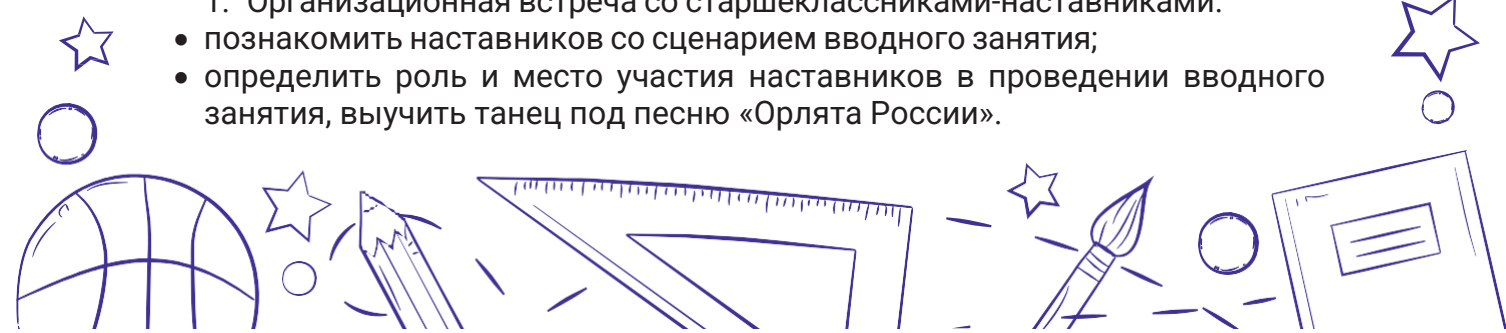 1. Организационная встреча со старшеклассниками-наставниками:
• познакомить наставников со сценарием вводного занятия;
• определить роль и место участия наставников в проведении вводного
занятия, выучить танец под песню «Орлята России».